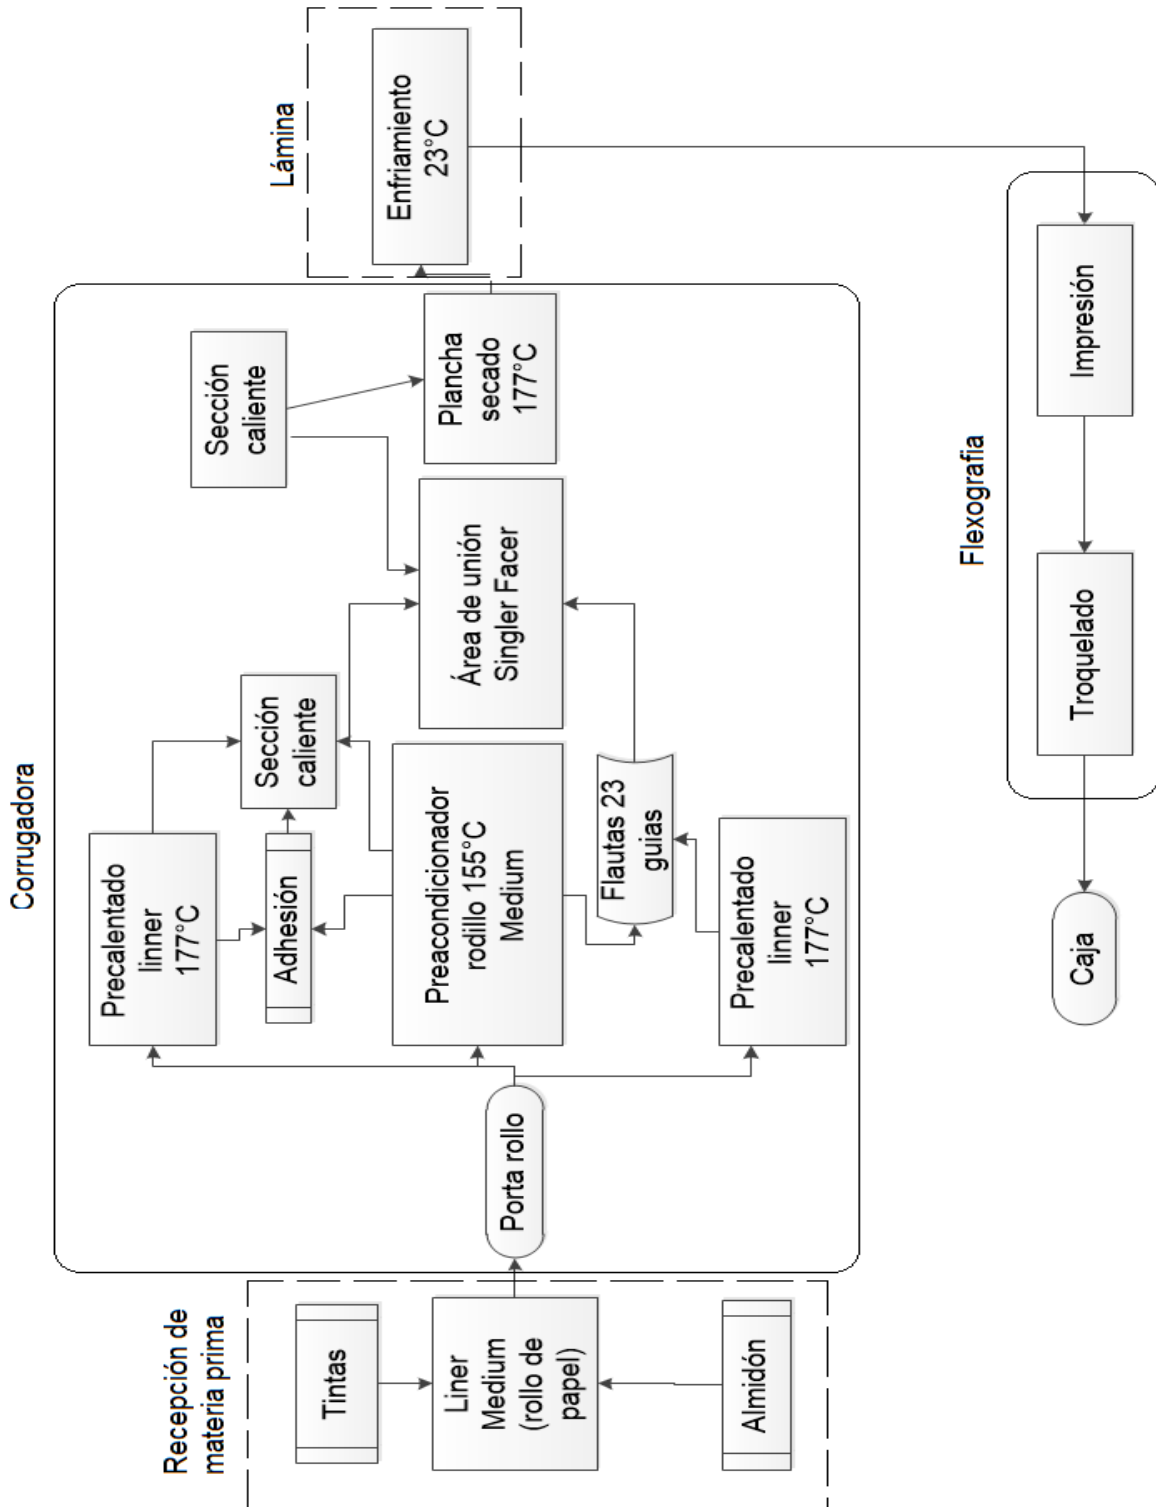 Recepción de
materia prima
Tintas
Liner
Medium
(rollo de
papel)
Almidón
Corrugadora
Porta rollo
Precalentado
linner
177°C
Adhesión
Preacondicionador
rodillo 155°C
Medium
Precalentado
linner
177°C
Sección
caliente
Flautas 23
guias
Área de unión
Singler Facer
Sección
caliente
Plancha
secado
177°C
Lámina
Enfriamiento
23°C
Flexografia
Impresión
Troquelado
Caja